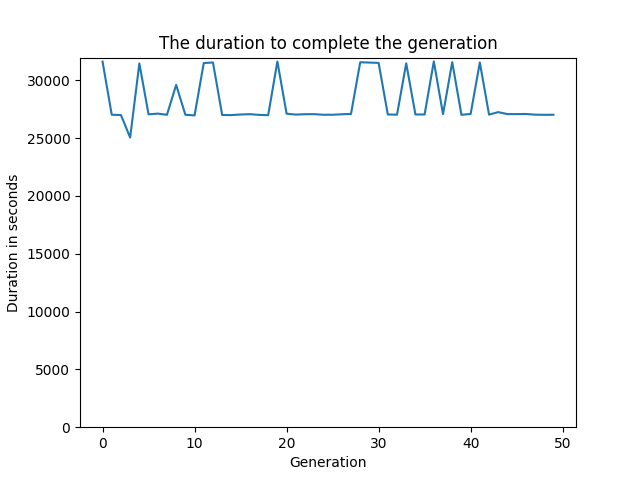 The duration to complete the generation
30000
25000
20000
15000
10000
5000
0
Duration in seconds
0 10 20 30 40 50
Generation